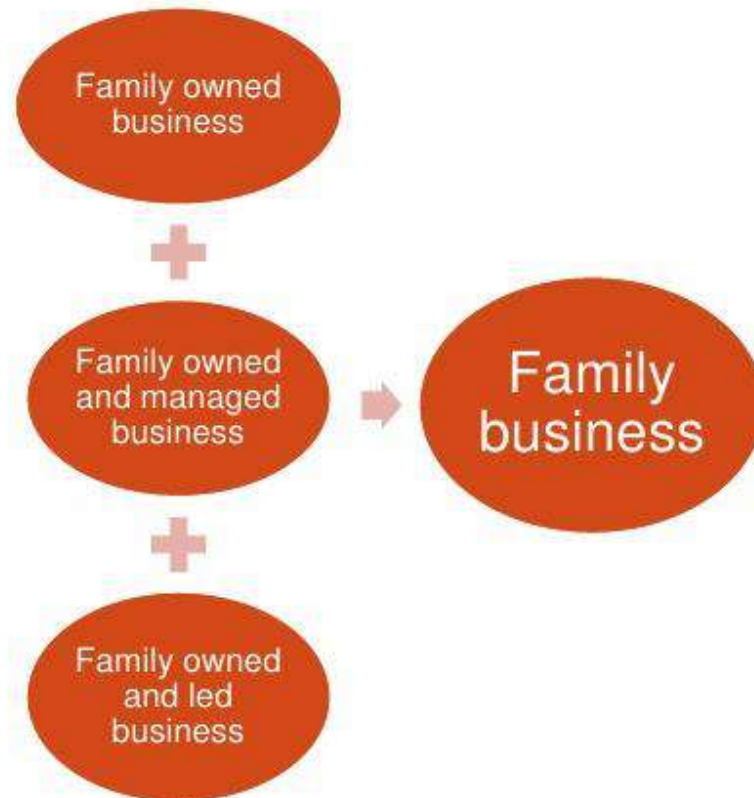 Family owned
business
Family owned
and managed
business
Family
business
Family owned
and led
business